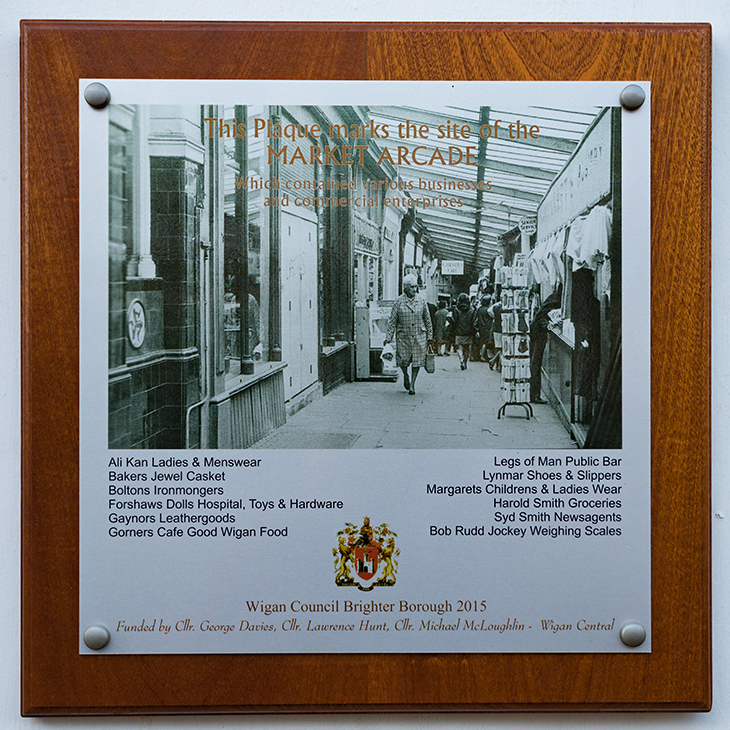 This Plaque marks the site of the
MARKET ARCADE
Which contained various businesses
and commercial enterprises
Ali Kan Ladies & Menswear
Bakers Jewel Casket
Boltons Ironmongers
Forshaws Dolls Hospital, Toys & Hardware
Gaynors Leathergoods
Gorners Cafe Good Wigan Food
Legs of Man Public Bar
Lynmar Shoes & Slippers
Margarets Childrens & Ladies Wear
Harold Smith Groceries
Syd Smith Newsagents
Bob Rudd Jockey Weighing Scales
Wigan Council Brighter Borough 2015
Funded by Cllr. George Davies, Cllr. Lawrence Hunt, Cllr. Michael McLoughlin - Wigan Central